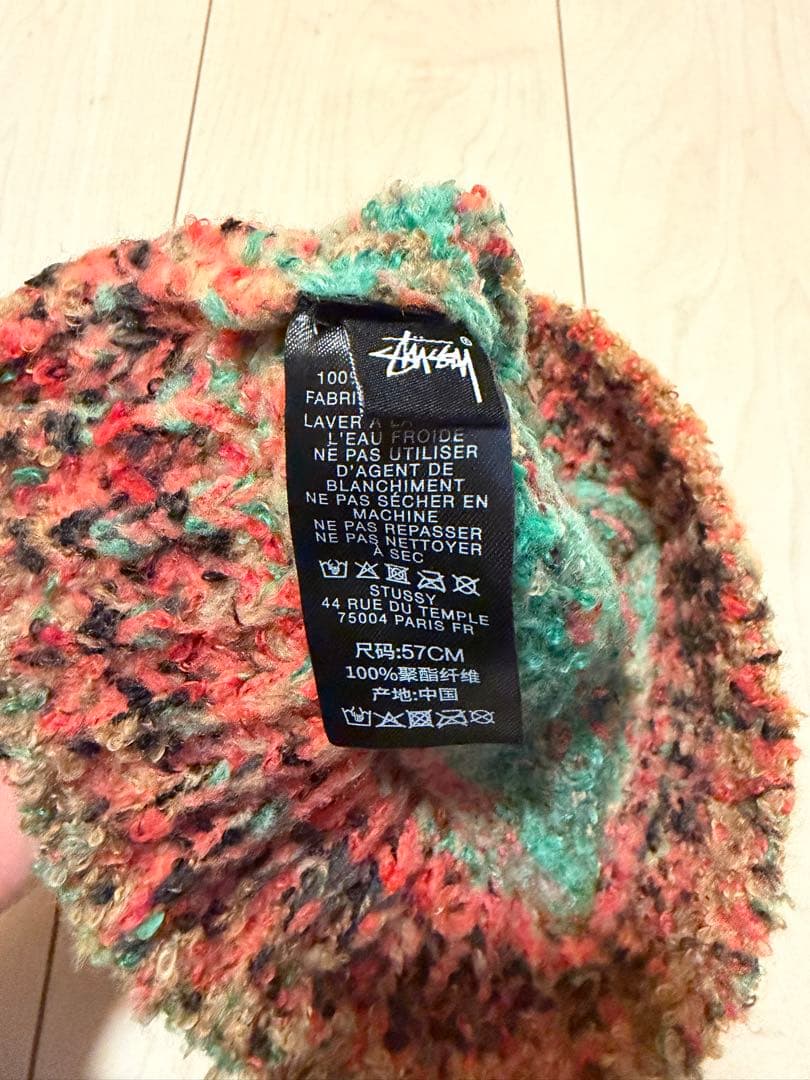 STÜSSY®
100%
FABRI
LAVER À LA
L'EAU FROIDE
NE PAS UTILISER
D'AGENT DE
BLANCHIMENT
NE PAS SÉCHER EN
MACHINE
NE PAS REPASSER
NE PAS NETTOYER
À SEC
STUSSY
44 RUE DU TEMPLE
75004 PARIS FR
尺码:57CM
100%聚酯纤维
产地:中国